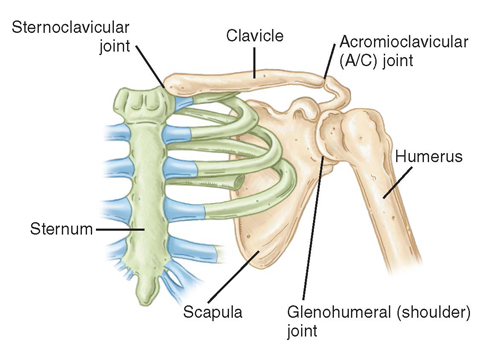 Sternoclavicular
joint
Clavicle
Acromioclavicular
(A/C) joint
Humerus
Sternum
Scapula
Glenohumeral (shoulder)
joint